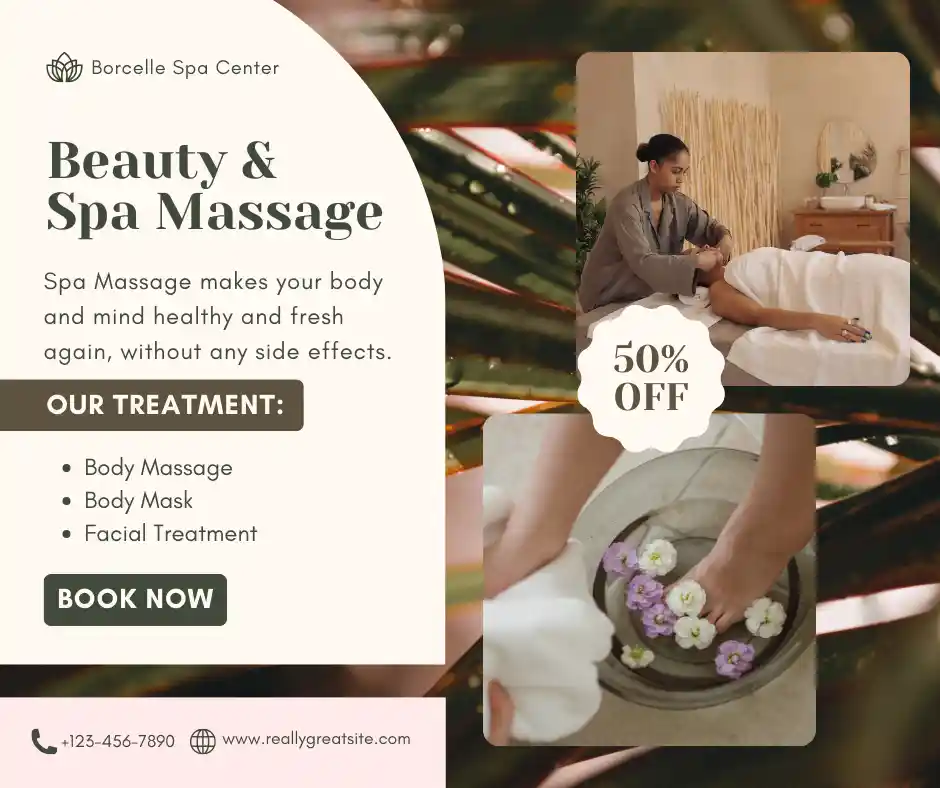 Borcelle Spa Center
Beauty &
Spa Massage
Spa Massage makes your body
and mind healthy and fresh
again, without any side effects.
OUR TREATMENT:
• Body Massage
• Body Mask
• Facial Treatment
BOOK NOW
+123-456-7890
www.reallygreatsite.com
50%
OFF